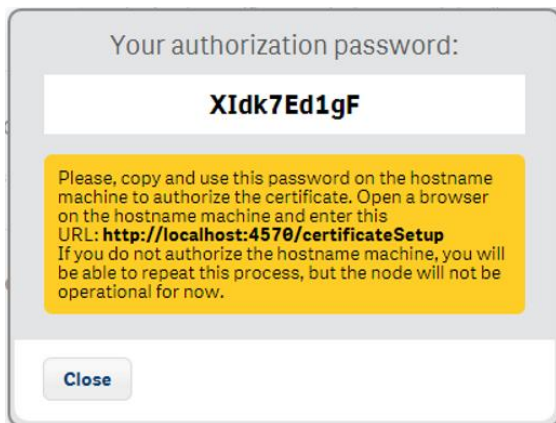 Your authorization password:
XIdk7Ed1gF
Please, copy and use this password on the hostname
machine to authorize the certificate. Open a browser
on the hostname machine and enter this
URL: http://localhost:4570/certificateSetup
If you do not authorize the hostname machine, you will
be able to repeat this process, but the node will not be
operational for now.
Close